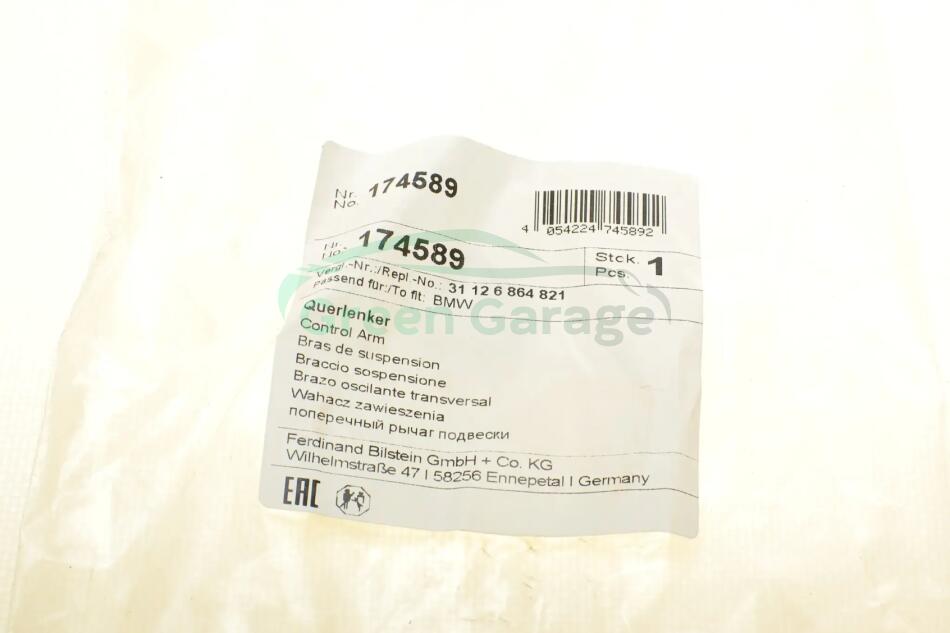 Nr.
No. 174589
4 054224 745892
Nr.
No. 174589
Stck.
Pcs. 1
Vergl.-Nr.:/Repl.-No.: 31 12 6 864 821
Passend für:/To fit: BMW
Green Garage
Querlenker
Control Arm
Bras de suspension
Braccio sospensione
Brazo oscilante transversal
Wahacz zawieszenia
поперечный рычаг подвески
Ferdinand Bilstein GmbH + Co. KG
Wilhelmstraße 47 | 58256 Ennepetal | Germany
EAC